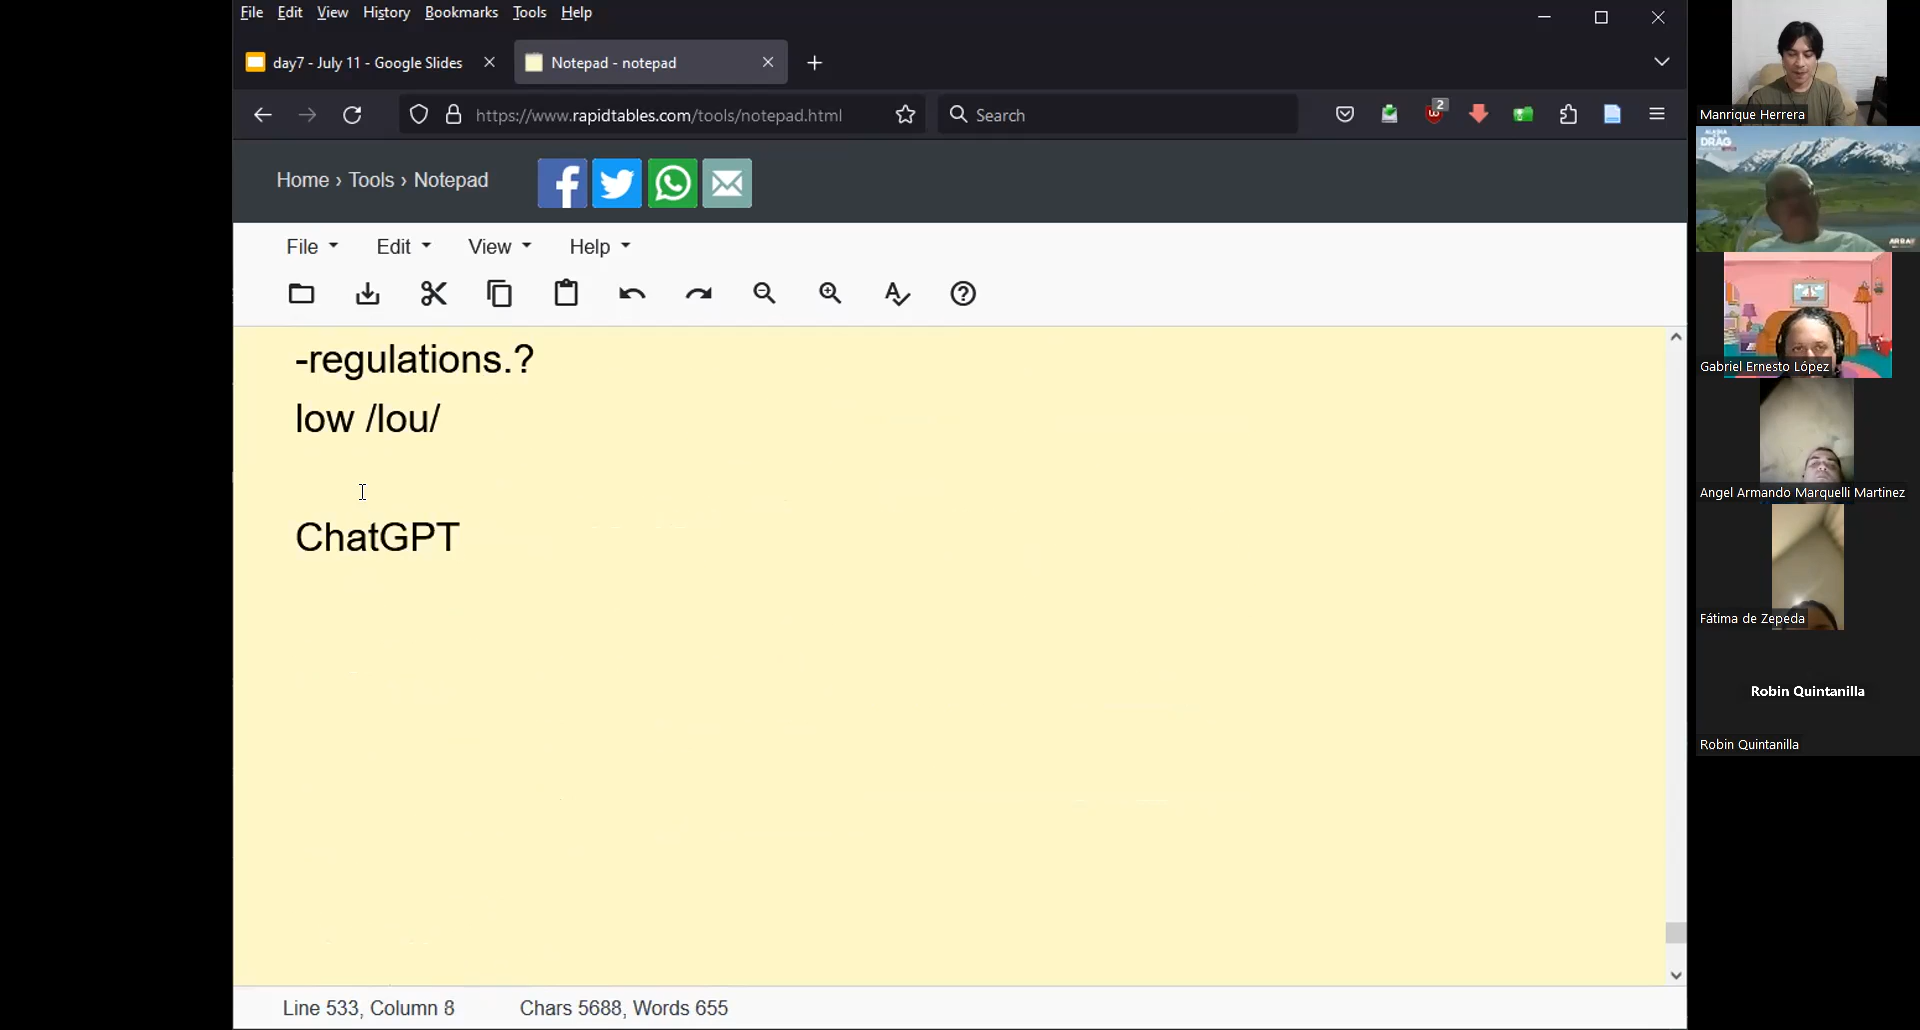 File Edit View History Bookmarks Tools Help
day7 - July 11 - Google Slides
Notepad - notepad
https://www.rapidtables.com/tools/notepad.html
Search
2
Home › Tools › Notepad
File Edit View Help
-regulations.?
low /lou/
ChatGPT
Line 533, Column 8 Chars 5688, Words 655
Manrique Herrera
DRAG
Gabriel Ernesto López
Angel Armando Marquelli Martinez
Fátima de Zepeda
Robin Quintanilla
Robin Quintanilla